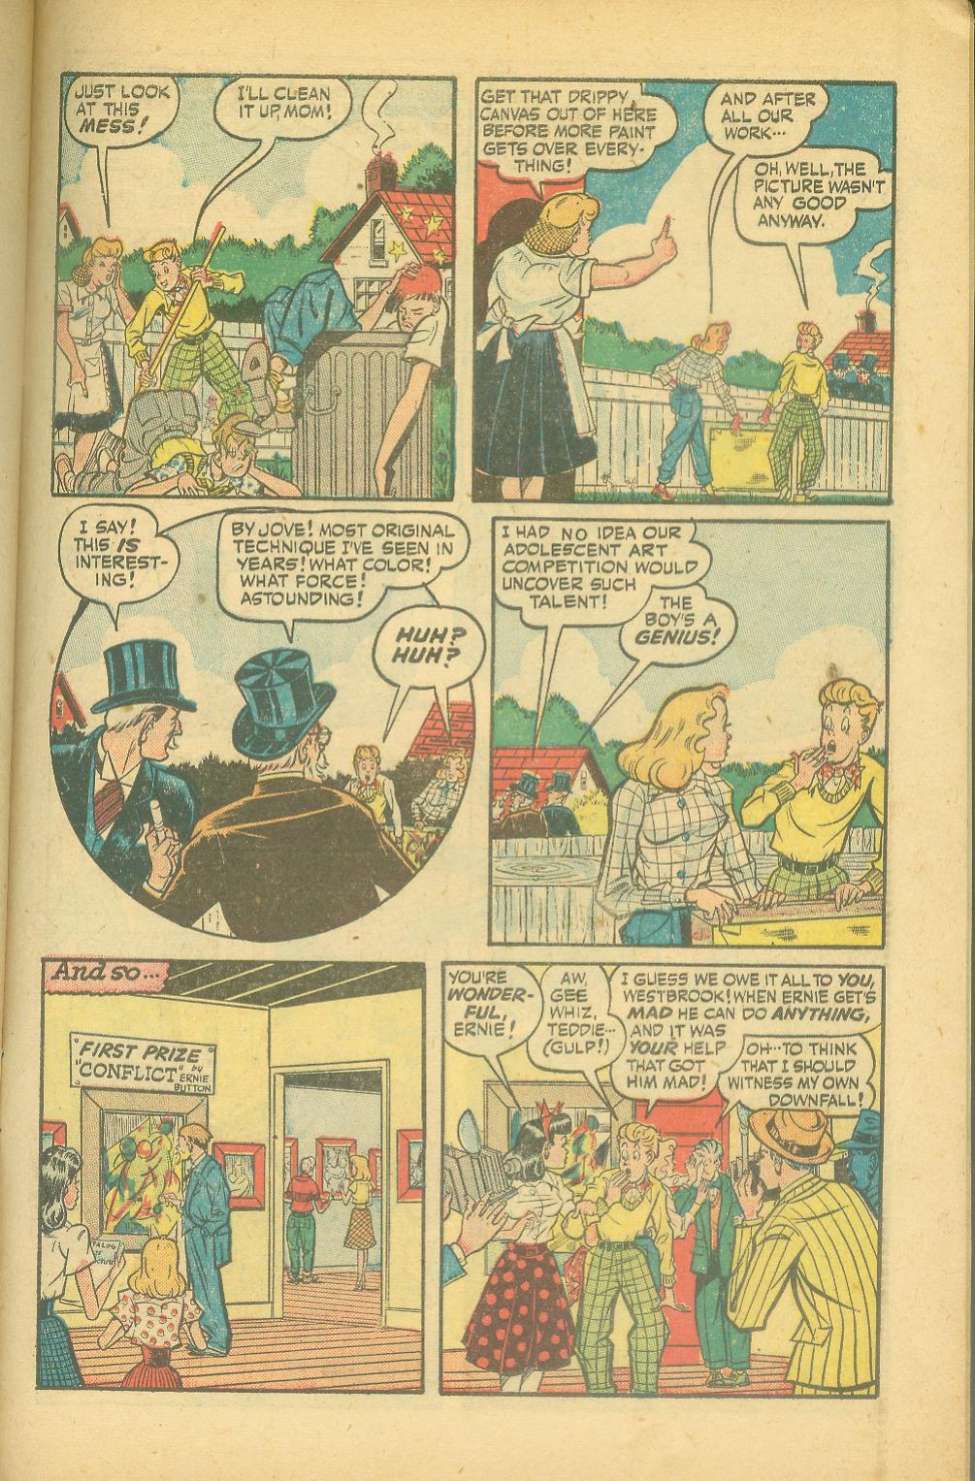 JUST LOOK
AT THIS
MESS!
I'LL CLEAN
IT UP, MOM!
GET THAT DRIPPY
CANVAS OUT OF HERE
BEFORE MORE PAINT
GETS OVER EVERY-
THING!
AND AFTER
ALL OUR
WORK...
OH, WELL, THE
PICTURE WASN'T
ANY GOOD
ANYWAY.
I SAY!
THIS IS
INTEREST-
ING!
BY JOVE! MOST ORIGINAL
TECHNIQUE I'VE SEEN IN
YEARS! WHAT COLOR!
WHAT FORCE!
ASTOUNDING!
HUH?
HUH?
I HAD NO IDEA OUR
ADOLESCENT ART
COMPETITION WOULD
UNCOVER SUCH
TALENT!
THE
BOY'S A
GENIUS!
And so...
FIRST PRIZE
"CONFLICT" by
ERNIE
BUTTON
YOU'RE
WONDER-
FUL,
ERNIE!
AW,
GEE
WHIZ,
TEDDIE...
(GULP!)
I GUESS WE OWE IT ALL TO YOU,
WESTBROOK! WHEN ERNIE GETS
MAD HE CAN DO ANYTHING,
AND IT WAS
YOUR HELP
THAT GOT
HIM MAD!
OH...TO THINK
THAT I SHOULD
WITNESS MY OWN
DOWNFALL!